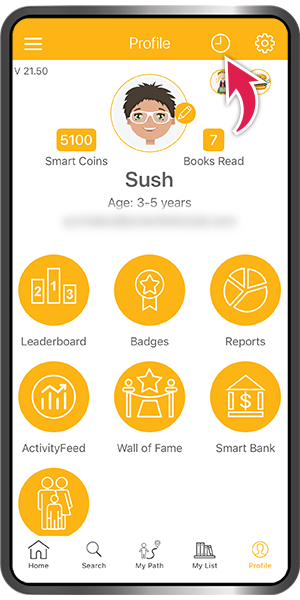 Profile
V 21.50
5100
7
Smart Coins
Books Read
Sush
Age: 3-5 years
2 1 3
Leaderboard
Badges
Reports
$
ActivityFeed
Wall of Fame
Smart Bank
Home
Search
My Path
My List
Profile